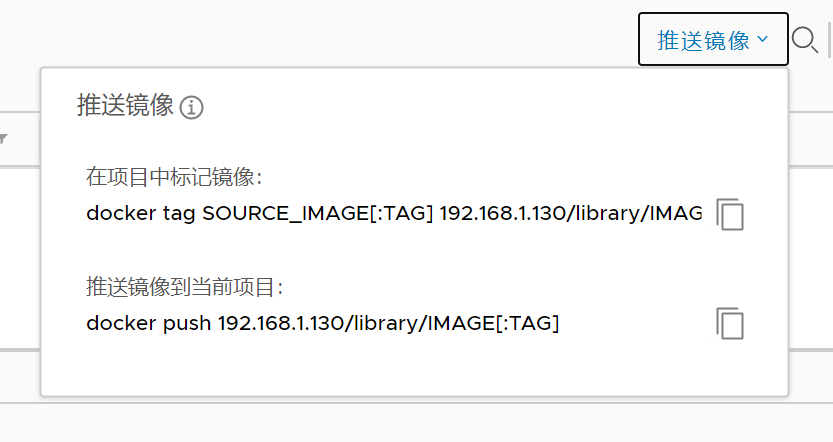 推送镜像
推送镜像
在项目中标记镜像：
docker tag SOURCE_IMAGE[:TAG] 192.168.1.130/library/IMAG
推送镜像到当前项目：
docker push 192.168.1.130/library/IMAGE[:TAG]